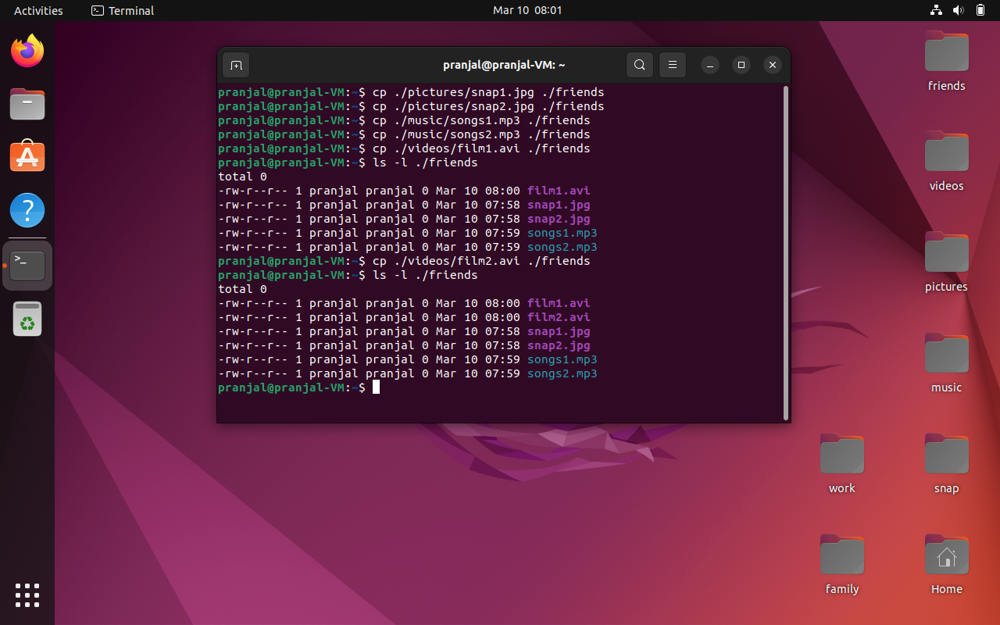 Activities
Terminal
Mar 10 08:01
pranjal@pranjal-VM: ~
pranjal@pranjal-VM:~$ cp ./pictures/snap1.jpg ./friends
pranjal@pranjal-VM:~$ cp ./pictures/snap2.jpg ./friends
pranjal@pranjal-VM:~$ cp ./music/songs1.mp3 ./friends
pranjal@pranjal-VM:~$ cp ./music/songs2.mp3 ./friends
pranjal@pranjal-VM:~$ cp ./videos/film1.avi ./friends
pranjal@pranjal-VM:~$ ls -l ./friends
total 0
-rw-r--r-- 1 pranjal pranjal 0 Mar 10 08:00 film1.avi
-rw-r--r-- 1 pranjal pranjal 0 Mar 10 07:58 snap1.jpg
-rw-r--r-- 1 pranjal pranjal 0 Mar 10 07:58 snap2.jpg
-rw-r--r-- 1 pranjal pranjal 0 Mar 10 07:59 songs1.mp3
-rw-r--r-- 1 pranjal pranjal 0 Mar 10 07:59 songs2.mp3
pranjal@pranjal-VM:~$ cp ./videos/film2.avi ./friends
pranjal@pranjal-VM:~$ ls -l ./friends
total 0
-rw-r--r-- 1 pranjal pranjal 0 Mar 10 08:00 film1.avi
-rw-r--r-- 1 pranjal pranjal 0 Mar 10 08:00 film2.avi
-rw-r--r-- 1 pranjal pranjal 0 Mar 10 07:58 snap1.jpg
-rw-r--r-- 1 pranjal pranjal 0 Mar 10 07:58 snap2.jpg
-rw-r--r-- 1 pranjal pranjal 0 Mar 10 07:59 songs1.mp3
-rw-r--r-- 1 pranjal pranjal 0 Mar 10 07:59 songs2.mp3
pranjal@pranjal-VM:~$
friends
videos
pictures
music
work
snap
family
Home